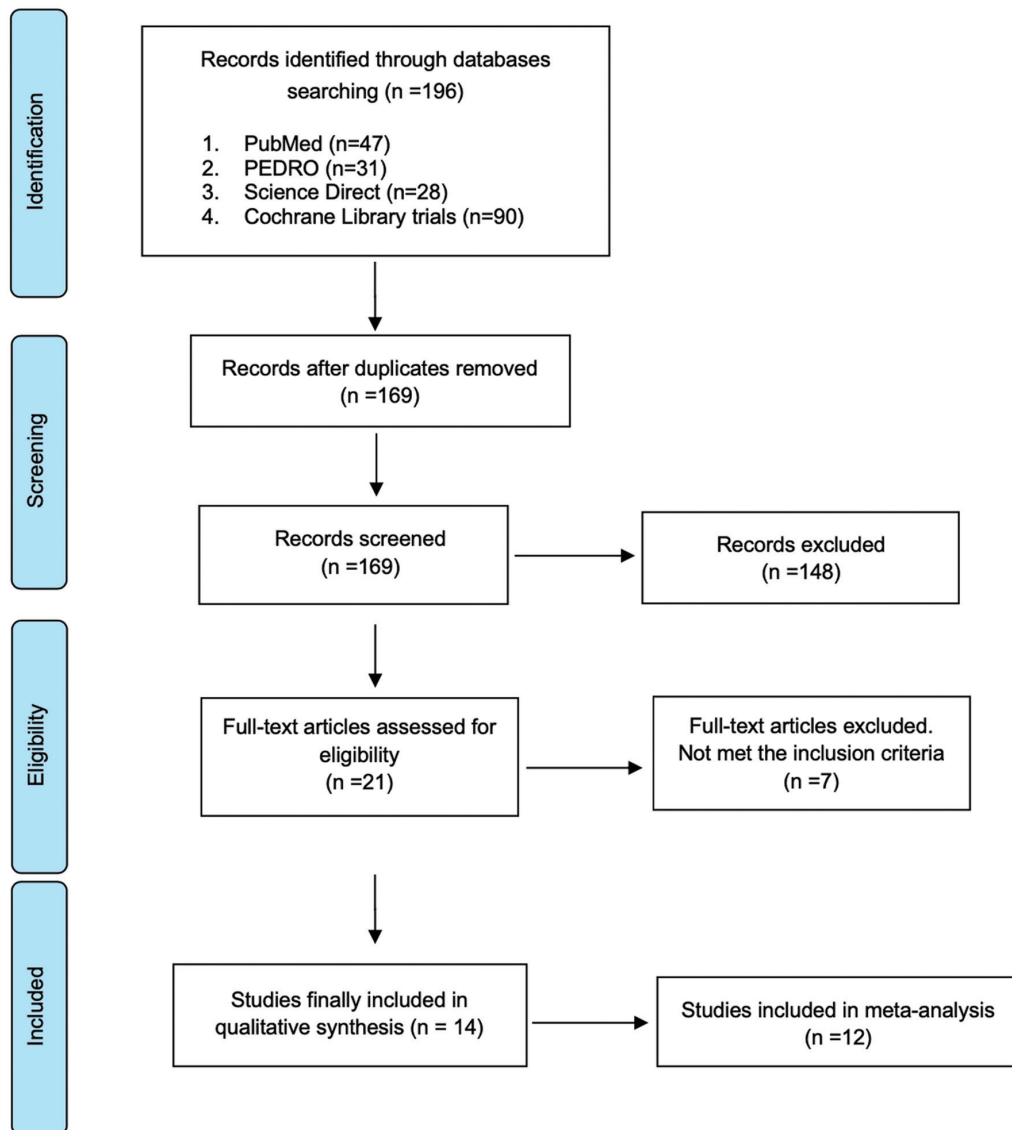 Identification
Records identified through databases
searching (n =196)
1. PubMed (n=47)
2. PEDRO (n=31)
3. Science Direct (n=28)
4. Cochrane Library trials (n=90)
Screening
Records after duplicates removed
(n =169)
Records screened
(n =169)
Records excluded
(n =148)
Eligibility
Full-text articles assessed for
eligibility
(n =21)
Full-text articles excluded.
Not met the inclusion criteria
(n =7)
Included
Studies finally included in
qualitative synthesis (n = 14)
Studies included in meta-analysis
(n =12)